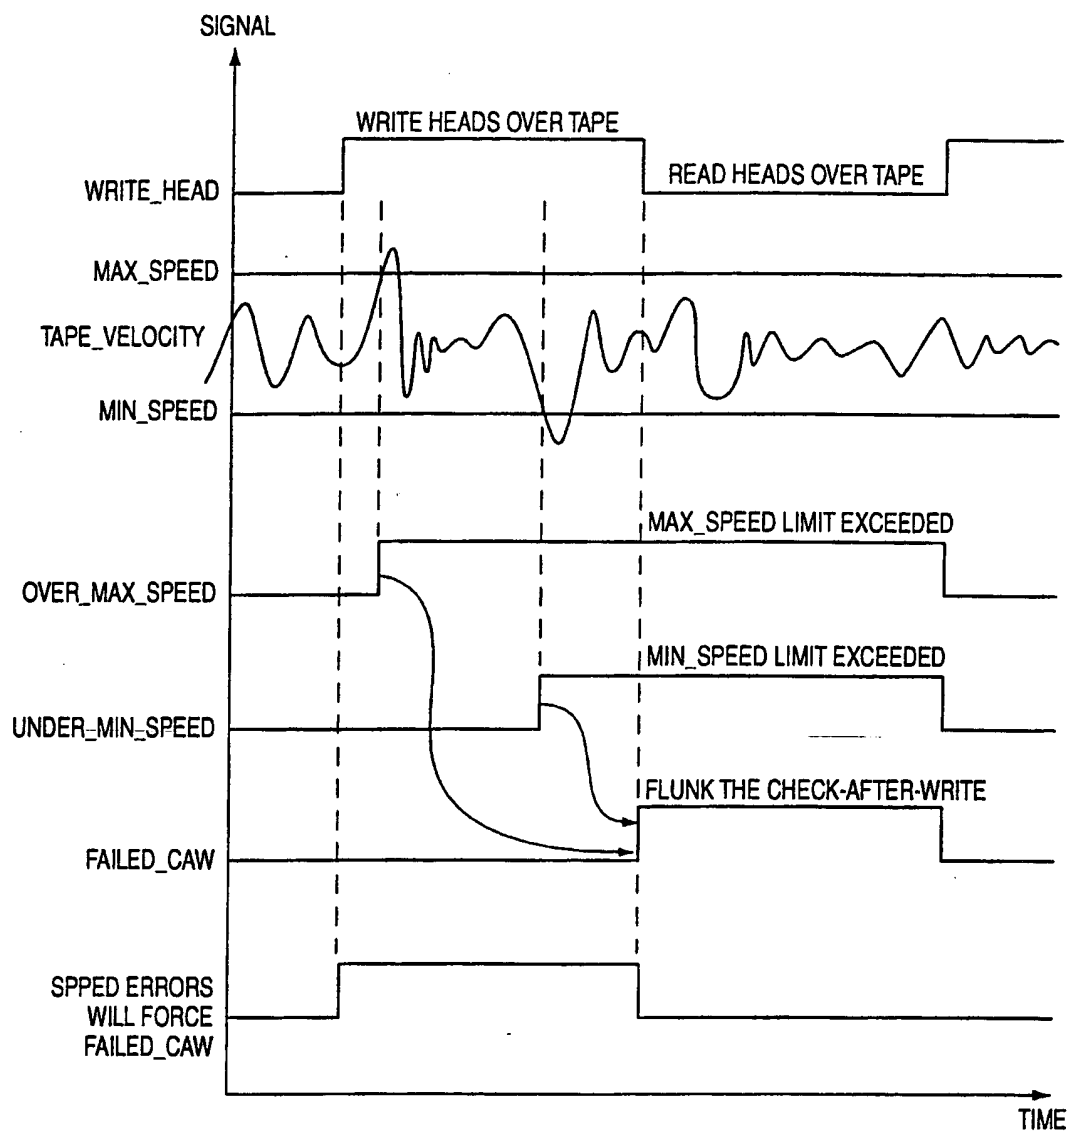 SIGNAL
WRITE HEADS OVER TAPE
READ HEADS OVER TAPE
WRITE_HEAD
MAX_SPEED
TAPE_VELOCITY
MIN_SPEED
MAX_SPEED LIMIT EXCEEDED
OVER_MAX_SPEED
MIN_SPEED LIMIT EXCEEDED
UNDER_MIN_SPEED
FLUNK THE CHECK-AFTER-WRITE
FAILED_CAW
SPPED ERRORS
WILL FORCE
FAILED_CAW
TIME